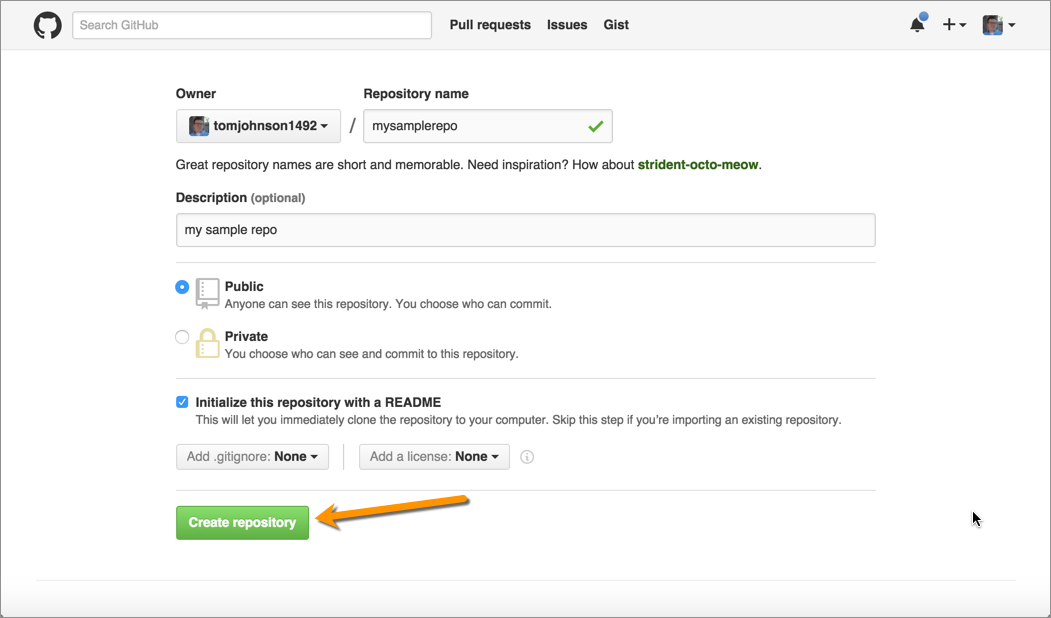 Search GitHub Pull requests Issues Gist
Owner Repository name
tomjohnson1492 / mysamplerepo
Great repository names are short and memorable. Need inspiration? How about strident-octo-meow.
Description (optional)
my sample repo
Public
Anyone can see this repository. You choose who can commit.
Private
You choose who can see and commit to this repository.
Initialize this repository with a README
This will let you immediately clone the repository to your computer. Skip this step if you’re importing an existing repository.
Add .gitignore: None Add a license: None
Create repository